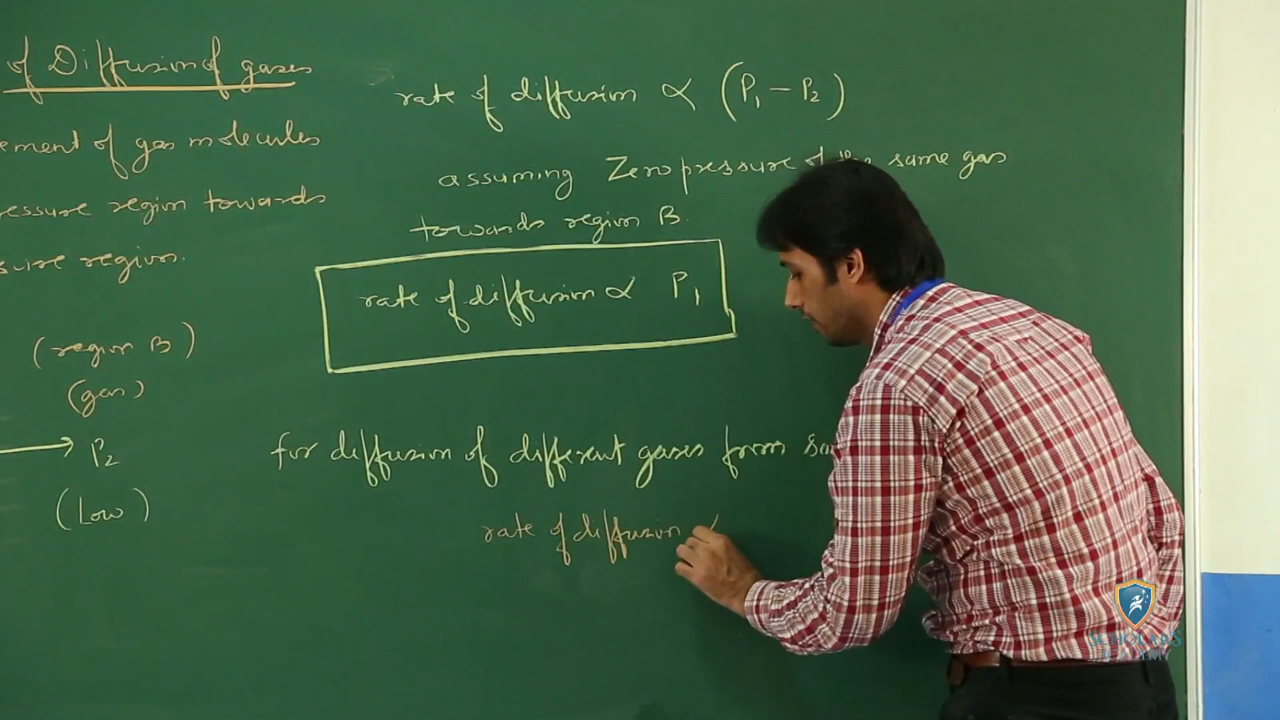 of Diffusion of gases
ement of gas molecules
essure region towards
sure region.
(region B)
(gas)
P2
(Low)
rate of diffusion ∝ (P1 - P2)
assuming Zero pressure of the same gas
towards region B.
rate of diffusion ∝ P1
for diffusion of different gases from sa
rate of diffusion
SCHOLAR'S